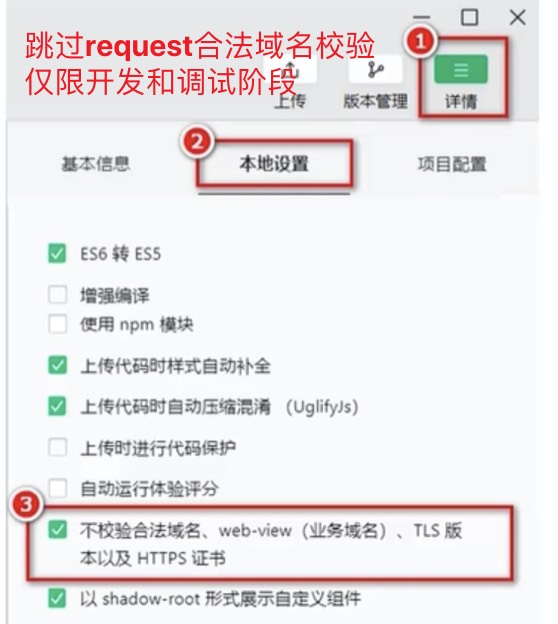 跳过request合法域名校验
仅限开发和调试阶段
1
上传
版本管理
详情
2
基本信息
本地设置
项目配置
ES6 转 ES5
增强编译
使用 npm 模块
上传代码时样式自动补全
上传代码时自动压缩混淆 （UglifyJs）
上传时进行代码保护
自动运行体验评分
3
不校验合法域名、web-view（业务域名）、TLS 版
本以及 HTTPS 证书
以 shadow-root 形式展示自定义组件